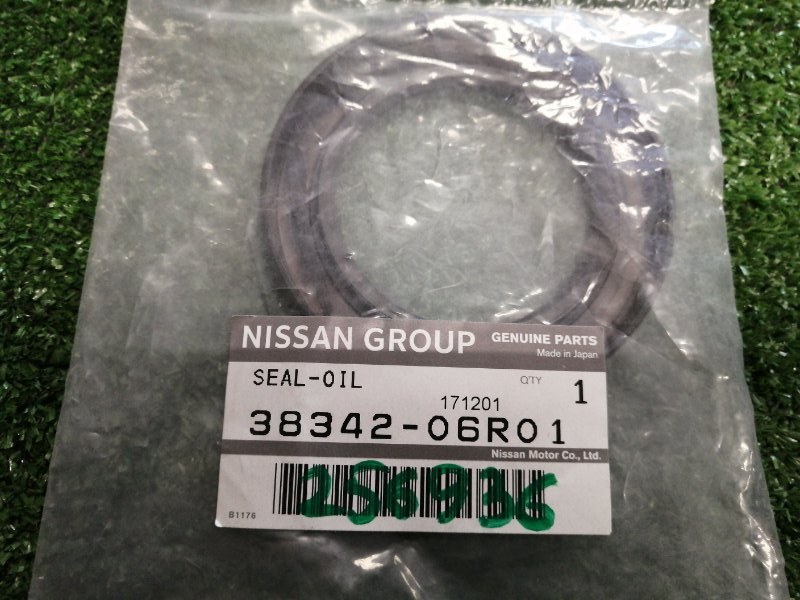 NISSAN GROUP GENUINE PARTS
Made in Japan
SEAL-OIL Q'TY 1
171201
38342-06R01
Nissan Motor Co., Ltd.
256936
B1176